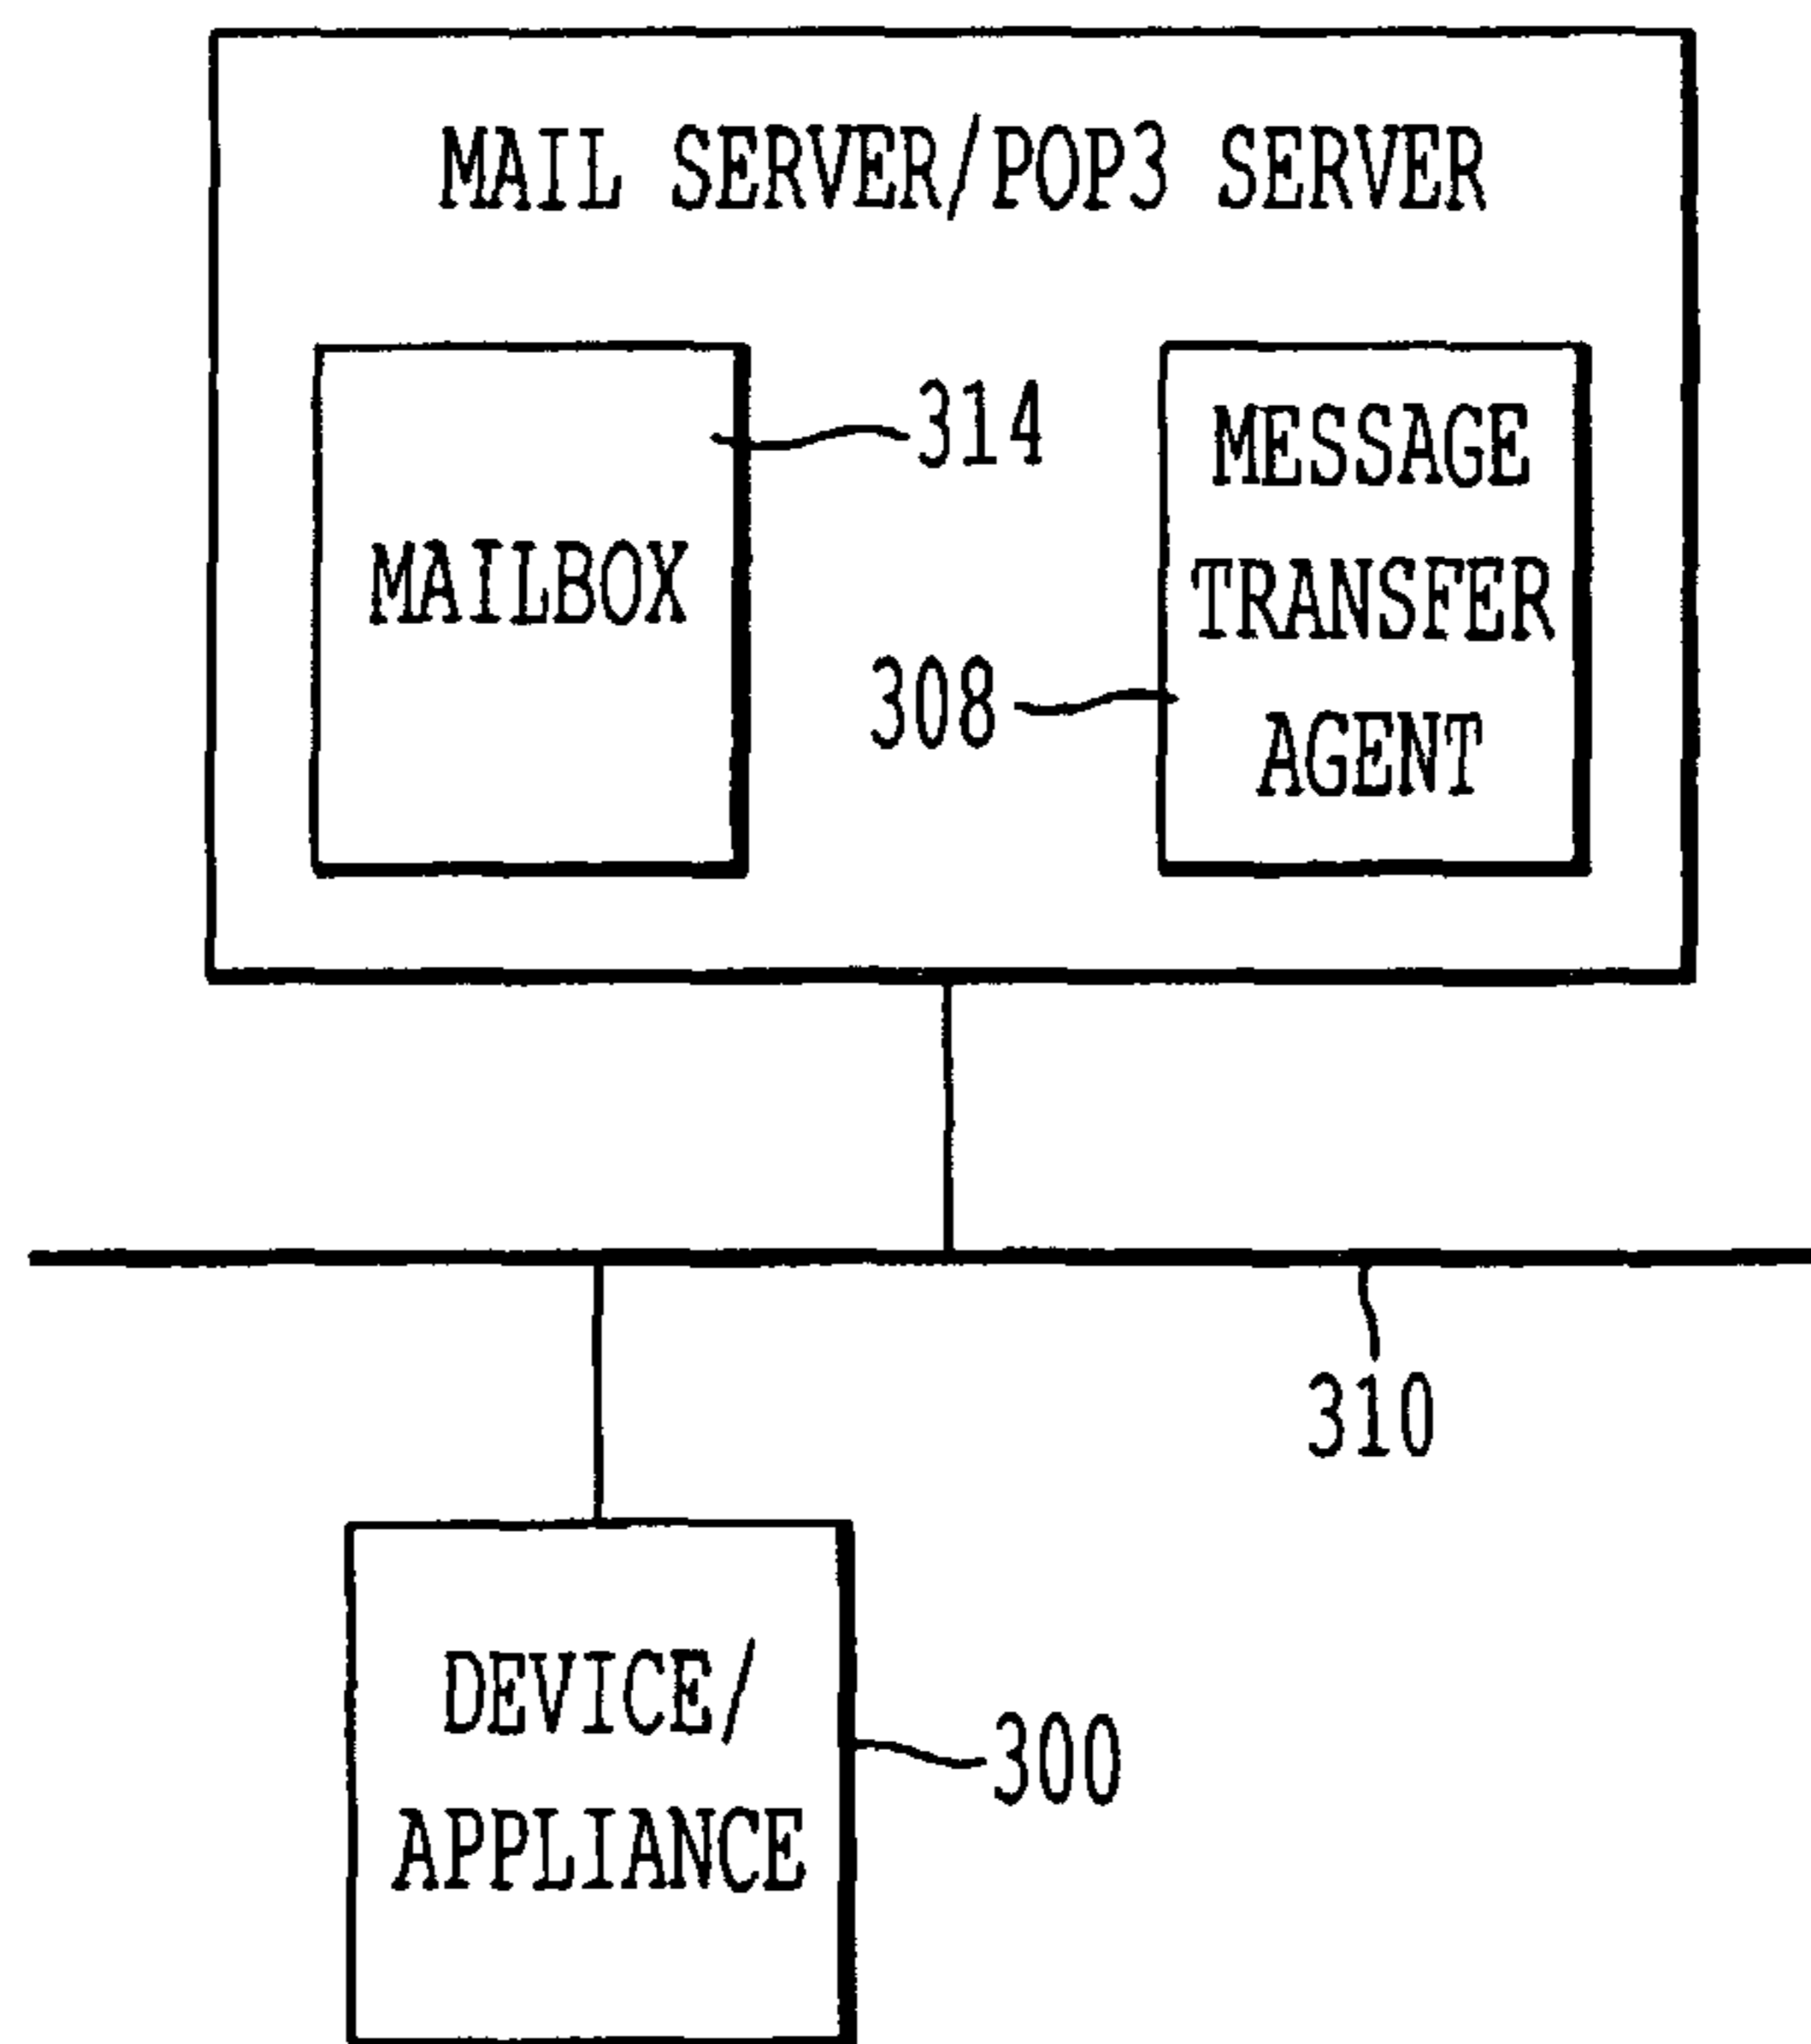 MAIL SERVER/POP3 SERVER
314
MAILBOX
MESSAGE
TRANSFER
AGENT
308
310
DEVICE/
APPLIANCE
300